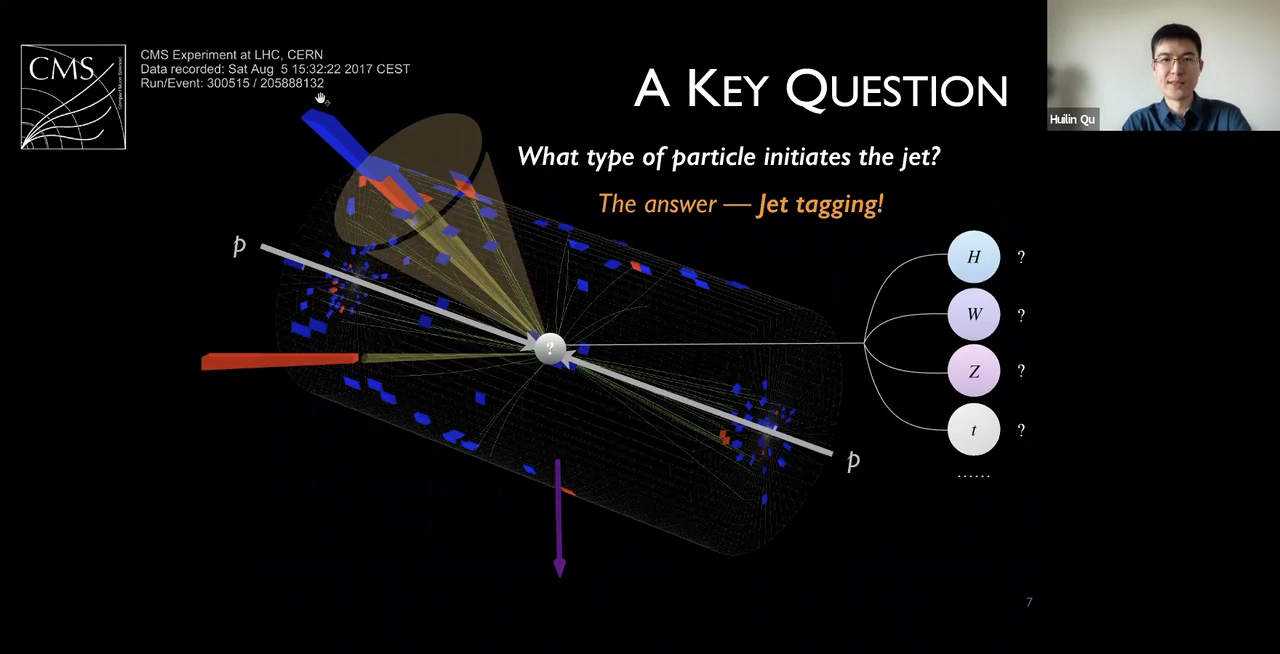 CMS
CMS Experiment at LHC, CERN
Data recorded: Sat Aug 5 15:32:22 2017 CEST
Run/Event: 300515 / 205888132
A KEY QUESTION
What type of particle initiates the jet?
The answer — Jet tagging!
Huilin Qu
p
?
p
H ?
W ?
Z ?
t ?
......
7